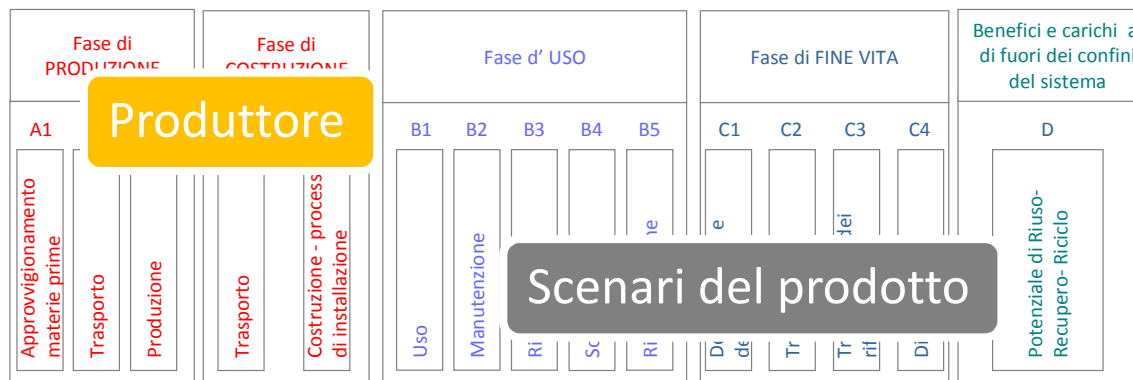 Fase di
PRODUZIONE
Fase di
COSTRUZIONE
Fase d' USO
Fase di FINE VITA
Benefici e carichi a
di fuori dei confini
del sistema
Produttore
A1
B1
B2
B3
B4
B5
C1
C2
C3
C4
D
Approvvigionamento
materie prime
Trasporto
Produzione
Trasporto
Costruzione - process
di installazione
Uso
Manutenzione
Scenari del prodotto
Potenziale di Riuso-
Recupero- Riciclo